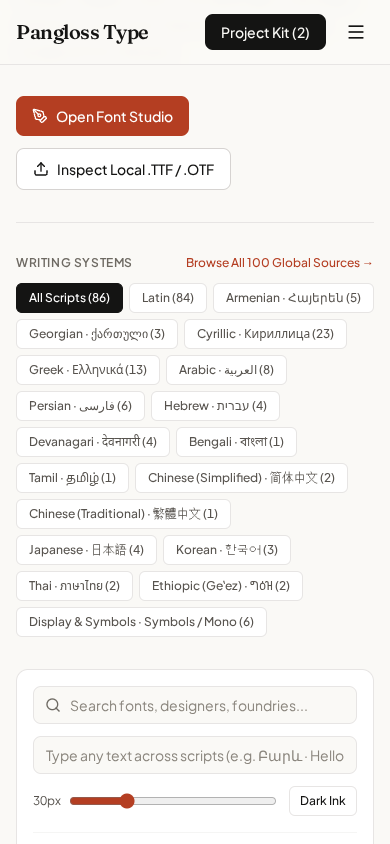 Pangloss Type
Project Kit (2)
Open Font Studio
Inspect Local .TTF / .OTF
WRITING SYSTEMS
Browse All 100 Global Sources →
All Scripts (86)
Latin (84)
Armenian · Հայերեն (5)
Georgian · ქართული (3)
Cyrillic · Кириллица (23)
Greek · Ελληνικά (13)
Arabic · العربية (8)
Persian · فارسی (6)
Hebrew · עברית (4)
Devanagari · देवनागरी (4)
Bengali · বাংলা (1)
Tamil · தமிழ் (1)
Chinese (Simplified) · 简体中文 (2)
Chinese (Traditional) · 繁體中文 (1)
Japanese · 日本語 (4)
Korean · 한국어 (3)
Thai · ภาษาไทย (2)
Ethiopic (Ge'ez) · ግዕዝ (2)
Display & Symbols · Symbols / Mono (6)
Search fonts, designers, foundries...
Type any text across scripts (e.g. Բարև · Hello
30px
Dark Ink